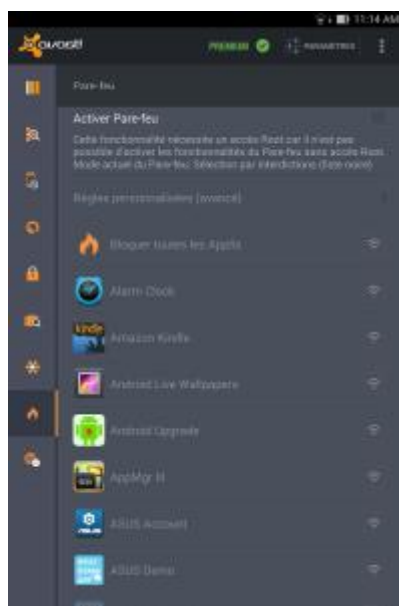 11:14 AM
avast!
PREMIUM
PARAMÈTRES
Pare-feu
Activer Pare-feu
Cette fonctionnalité nécessite un accès Root car il n'est pas
possible d'activer les fonctionnalités du Pare-feu sans accès Root.
Mode actuel du Pare-feu: Sélection par interdictions (liste noire)
Règles personnalisées (avancé)
Bloquer toutes les Applis
Alarm Clock
kindle
Amazon Kindle
Android Live Wallpapers
Android Upgrade
AppMgr III
ASUS Account
ASUS Demo